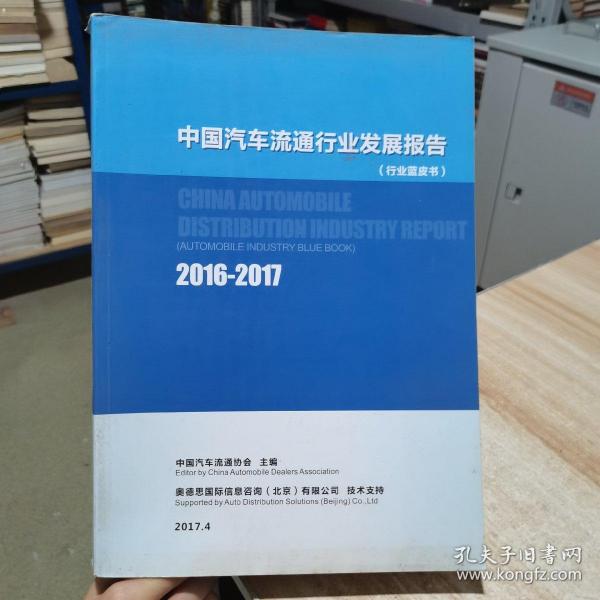 中国汽车流通行业发展报告
（行业蓝皮书）
CHINA AUTOMOBILE
DISTRIBUTION INDUSTRY REPORT
(AUTOMOBILE INDUSTRY BLUE BOOK)
2016-2017
中国汽车流通协会 主编
Editor by China Automobile Dealers Association
奥德思国际信息咨询（北京）有限公司 技术支持
Supported by Auto Distribution Solutions (Beijing) Co.,Ltd
2017.4
孔夫子旧书网
www.kongfz.com